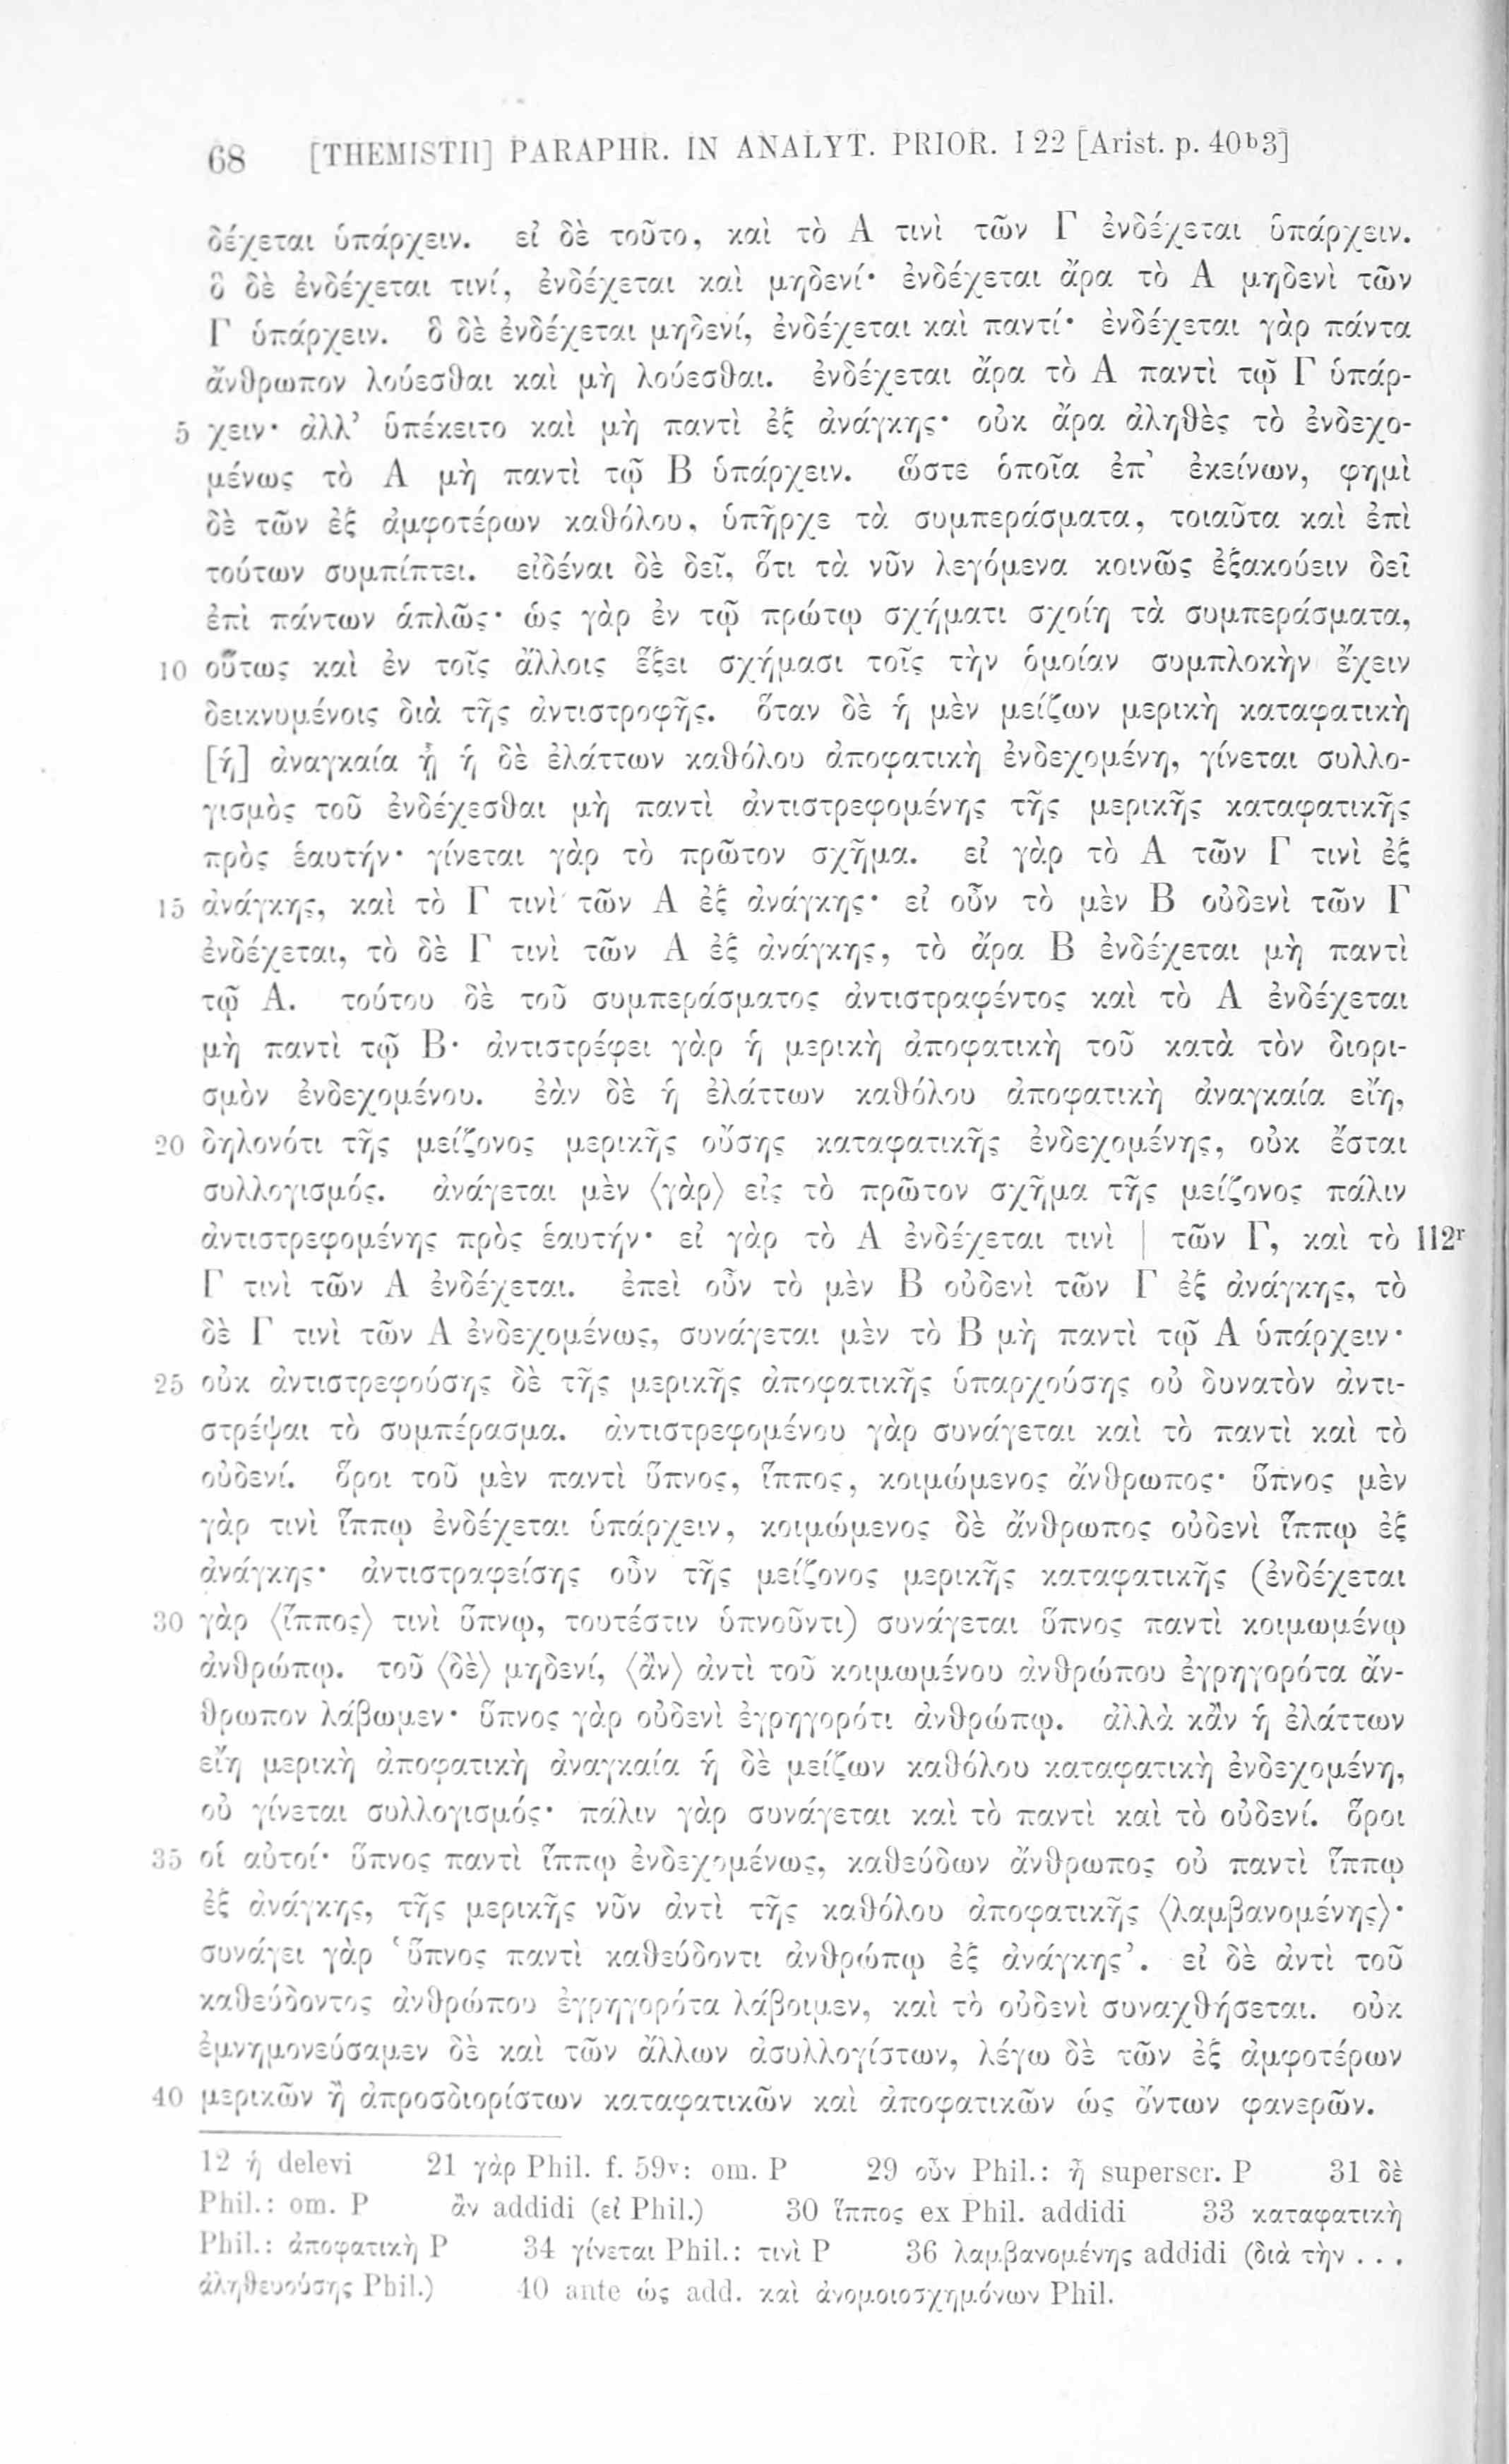 68 [THEMISTII] PARAPHR. IN ANALYT. PRIOR. I 22 [Arist. p. 40b3]
δέχεται ὑπάρχειν. εἰ δὲ τοῦτο, καὶ τὸ Α τινὶ τῶν Γ ἐνδέχεται ὑπάρχειν.
ὃ δὲ ἐνδέχεται τινί, ἐνδέχεται καὶ μηδενί· ἐνδέχεται ἄρα τὸ Α μηδενὶ τῶν
Γ ὑπάρχειν. ὃ δὲ ἐνδέχεται μηδενί, ἐνδέχεται καὶ παντί· ἐνδέχεται γὰρ πάντα
ἄνθρωπον λούεσθαι καὶ μὴ λούεσθαι. ἐνδέχεται ἄρα τὸ Α παντὶ τῷ Γ ὑπάρ-
5 χειν· ἀλλ’ ὑπέκειτο καὶ μὴ παντὶ ἐξ ἀνάγκης· οὐκ ἄρα ἀληθὲς τὸ ἐνδεχο-
μένως τὸ Α μὴ παντὶ τῷ Β ὑπάρχειν. ὥστε ὁποῖα ἐπ’ ἐκείνων, φημὶ
δὲ τῶν ἐξ ἀμφοτέρων καθόλου, ὑπῆρχε τὰ συμπεράσματα, τοιαῦτα καὶ ἐπὶ
τούτων συμπίπτει. εἰδέναι δὲ δεῖ, ὅτι τὰ νῦν λεγόμενα κοινῶς ἐξακούειν δεῖ
ἐπὶ πάντων ἁπλῶς· ὡς γὰρ ἐν τῷ πρώτῳ σχήματι σχοίη τὰ συμπεράσματα,
10 οὕτως καὶ ἐν τοῖς ἄλλοις ἕξει σχήμασι τοῖς τὴν ὁμοίαν συμπλοκὴν ἔχειν
δεικνυμένοις διὰ τῆς ἀντιστροφῆς. ὅταν δὲ ἡ μὲν μείζων μερικὴ καταφατικὴ
[ἡ] ἀναγκαία ᾖ ἡ δὲ ἐλάττων καθόλου ἀποφατικὴ ἐνδεχομένη, γίνεται συλλο-
γισμὸς τοῦ ἐνδέχεσθαι μὴ παντὶ ἀντιστρεφομένης τῆς μερικῆς καταφατικῆς
πρὸς ἑαυτήν· γίνεται γὰρ τὸ πρῶτον σχῆμα. εἰ γὰρ τὸ Α τῶν Γ τινὶ ἐξ
15 ἀνάγκης, καὶ τὸ Γ τινὶ τῶν Α ἐξ ἀνάγκης· εἰ οὖν τὸ μὲν Β οὐδενὶ τῶν Γ
ἐνδέχεται, τὸ δὲ Γ τινὶ τῶν Α ἐξ ἀνάγκης, τὸ ἄρα Β ἐνδέχεται μὴ παντὶ
τῷ Α. τούτου δὲ τοῦ συμπεράσματος ἀντιστραφέντος καὶ τὸ Α ἐνδέχεται
μὴ παντὶ τῷ Β· ἀντιστρέφει γὰρ ἡ μερικὴ ἀποφατικὴ τοῦ κατὰ τὸν διορι-
σμὸν ἐνδεχομένου. ἐὰν δὲ ἡ ἐλάττων καθόλου ἀποφατικὴ ἀναγκαία εἴη,
20 δηλονότι τῆς μείζονος μερικῆς οὔσης καταφατικῆς ἐνδεχομένης, οὐκ ἔσται
συλλογισμός. ἀνάγεται μὲν ⟨γὰρ⟩ εἰς τὸ πρῶτον σχῆμα τῆς μείζονος πάλιν
ἀντιστρεφομένης πρὸς ἑαυτήν· εἰ γὰρ τὸ Α ἐνδέχεται τινὶ | τῶν Γ, καὶ τὸ 112r
Γ τινὶ τῶν Α ἐνδέχεται. ἐπεὶ οὖν τὸ μὲν Β οὐδενὶ τῶν Γ ἐξ ἀνάγκης, τὸ
δὲ Γ τινὶ τῶν Α ἐνδεχομένως, συνάγεται μὲν τὸ Β μὴ παντὶ τῷ Α ὑπάρχειν·
25 οὐκ ἀντιστρεφούσης δὲ τῆς μερικῆς ἀποφατικῆς ὑπαρχούσης οὐ δυνατὸν ἀντι-
στρέψαι τὸ συμπέρασμα. ἀντιστρεφομένου γὰρ συνάγεται καὶ τὸ παντὶ καὶ τὸ
οὐδενί. ὅροι τοῦ μὲν παντὶ ὕπνος, ἵππος, κοιμώμενος ἄνθρωπος· ὕπνος μὲν
γὰρ τινὶ ἵππῳ ἐνδέχεται ὑπάρχειν, κοιμώμενος δὲ ἄνθρωπος οὐδενὶ ἵππῳ ἐξ
ἀνάγκης· ἀντιστραφείσης οὖν τῆς μείζονος μερικῆς καταφατικῆς (ἐνδέχεται
30 γὰρ ⟨ἵππος⟩ τινὶ ὕπνῳ, τουτέστιν ὑπνοῦντι) συνάγεται ὕπνος παντὶ κοιμωμένῳ
ἀνθρώπῳ. τοῦ ⟨δὲ⟩ μηδενί, ⟨ἂν⟩ ἀντὶ τοῦ κοιμωμένου ἀνθρώπου ἐγρηγορότα ἄν-
θρωπον λάβωμεν· ὕπνος γὰρ οὐδενὶ ἐγρηγορότι ἀνθρώπῳ. ἀλλὰ κἂν ἡ ἐλάττων
εἴη μερικὴ ἀποφατικὴ ἀναγκαία ἡ δὲ μείζων καθόλου καταφατικὴ ἐνδεχομένη,
οὐ γίνεται συλλογισμός· πάλιν γὰρ συνάγεται καὶ τὸ παντὶ καὶ τὸ οὐδενί. ὅροι
35 οἱ αὐτοί· ὕπνος παντὶ ἵππῳ ἐνδεχομένως, καθεύδων ἄνθρωπος οὐ παντὶ ἵππῳ
ἐξ ἀνάγκης, τῆς μερικῆς νῦν ἀντὶ τῆς καθόλου ἀποφατικῆς ⟨λαμβανομένης⟩·
συνάγει γὰρ ‘ὕπνος παντὶ καθεύδοντι ἀνθρώπῳ ἐξ ἀνάγκης’. εἰ δὲ ἀντὶ τοῦ
καθεύδοντος ἀνθρώπου ἐγρηγορότα λάβοιμεν, καὶ τὸ οὐδενὶ συναχθήσεται. οὐκ
ἐμνημονεύσαμεν δὲ καὶ τῶν ἄλλων ἀσυλλογίστων, λέγω δὲ τῶν ἐξ ἀμφοτέρων
40 μερικῶν ἢ ἀπροσδιορίστων καταφατικῶν καὶ ἀποφατικῶν ὡς ὄντων φανερῶν.
12 ἡ delevi 21 γὰρ Phil. f. 59v: om. P 29 οὖν Phil.: ἢ superscr. P 31 δὲ
Phil.: om. P ἂν addidi (εἰ Phil.) 30 ἵππος ex Phil. addidi 33 καταφατικὴ
Phil.: ἀποφατικὴ P 34 γίνεται Phil.: τινὶ P 36 λαμβανομένης addidi (διὰ τὴν . . .
ἀληθευούσης Phil.) 40 ante ὡς add. καὶ ἀνομοιοσχημόνων Phil.